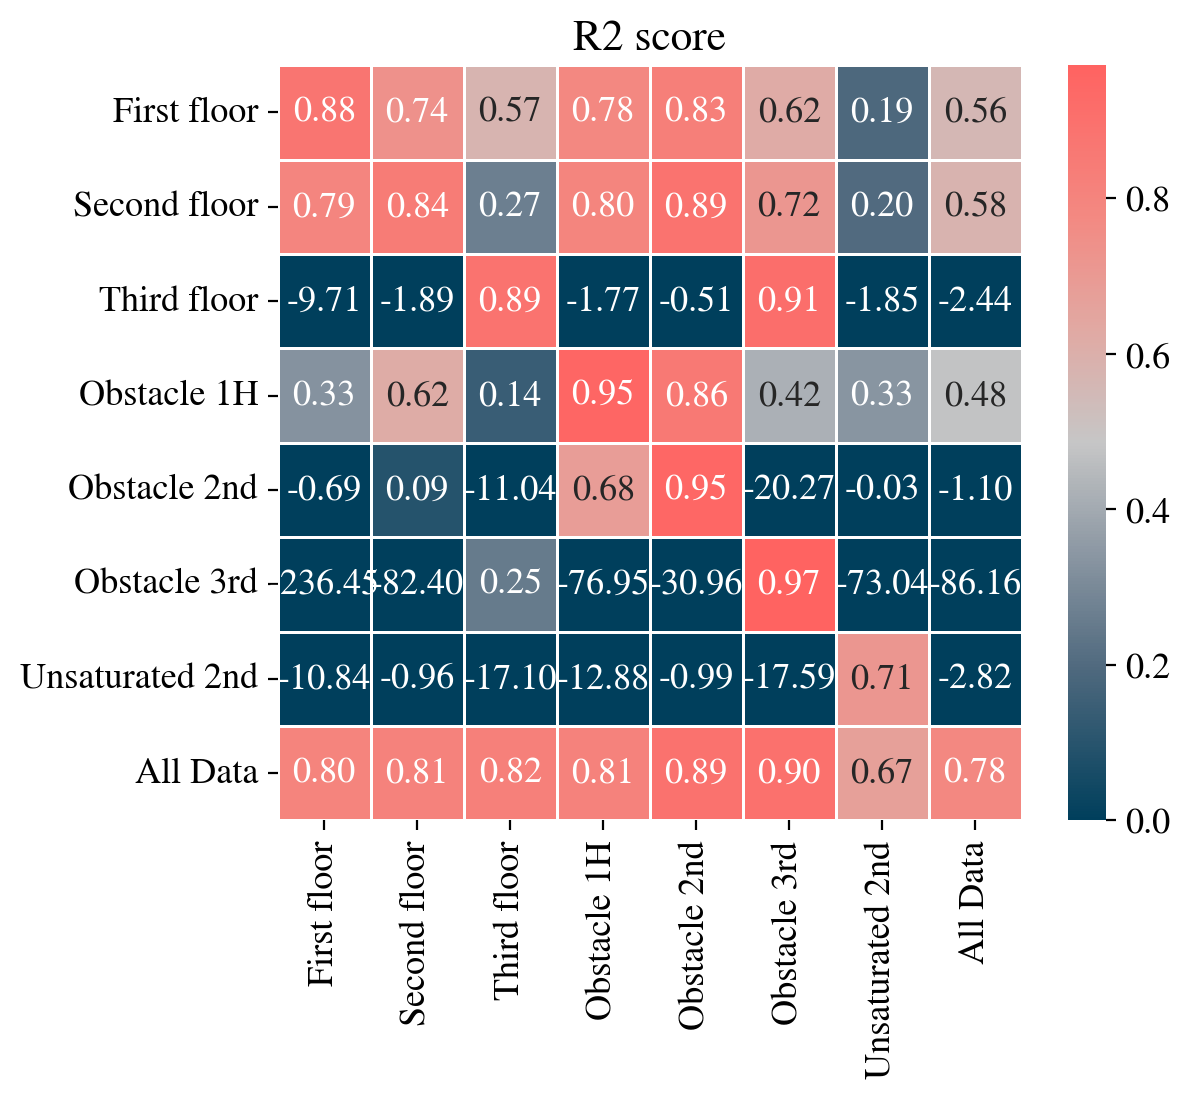 R2 score
First floor 0.88 0.74 0.57 0.78 0.83 0.62 0.19 0.56
Second floor 0.79 0.84 0.27 0.80 0.89 0.72 0.20 0.58
Third floor -9.71 -1.89 0.89 -1.77 -0.51 0.91 -1.85 -2.44
Obstacle 1H 0.33 0.62 0.14 0.95 0.86 0.42 0.33 0.48
Obstacle 2nd -0.69 0.09 -11.04 0.68 0.95 -20.27 -0.03 -1.10
Obstacle 3rd 236.45 -82.40 0.25 -76.95 -30.96 0.97 -73.04 -86.16
Unsaturated 2nd -10.84 -0.96 -17.10 -12.88 -0.99 -17.59 0.71 -2.82
All Data 0.80 0.81 0.82 0.81 0.89 0.90 0.67 0.78
First floor
Second floor
Third floor
Obstacle 1H
Obstacle 2nd
Obstacle 3rd
Unsaturated 2nd
All Data
0.8
0.6
0.4
0.2
0.0